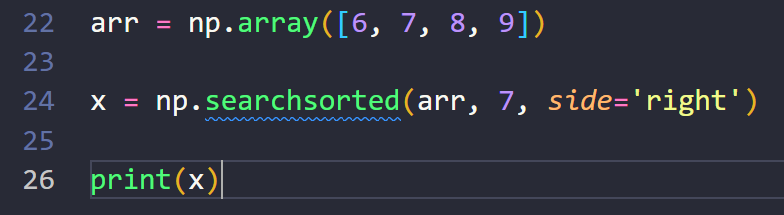 22 arr = np.array([6, 7, 8, 9])
23
24 x = np.searchsorted(arr, 7, side='right')
25
26 print(x)